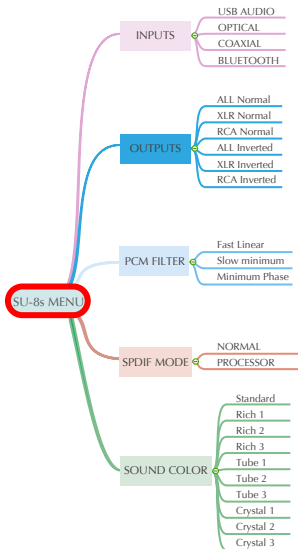 INPUTS
USB AUDIO
OPTICAL
COAXIAL
BLUETOOTH
OUTPUTS
ALL Normal
XLR Normal
RCA Normal
ALL Inverted
XLR Inverted
RCA Inverted
PCM FILTER
Fast Linear
Slow minimum
Minimum Phase
SU-8s MENU
SPDIF MODE
NORMAL
PROCESSOR
SOUND COLOR
Standard
Rich 1
Rich 2
Rich 3
Tube 1
Tube 2
Tube 3
Crystal 1
Crystal 2
Crystal 3